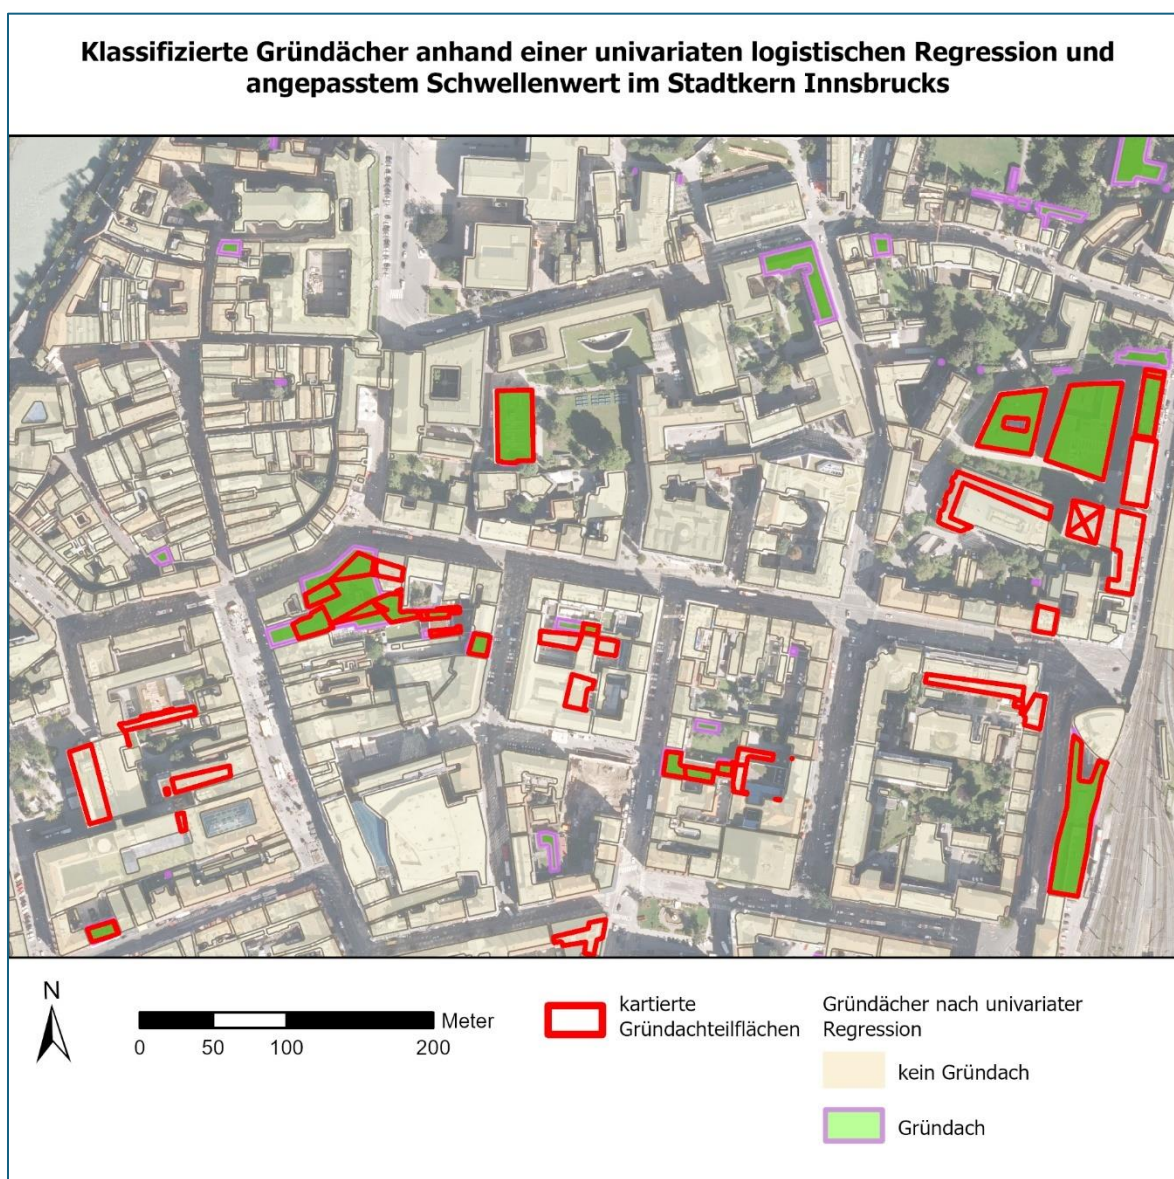 Klassifizierte Gründächer anhand einer univariaten logistischen Regression und
angepasstem Schwellenwert im Stadtkern Innsbrucks
N
Meter
0 50 100 200
kartierte
Gründachteilflächen
Gründächer nach univariater
Regression
kein Gründach
Gründach